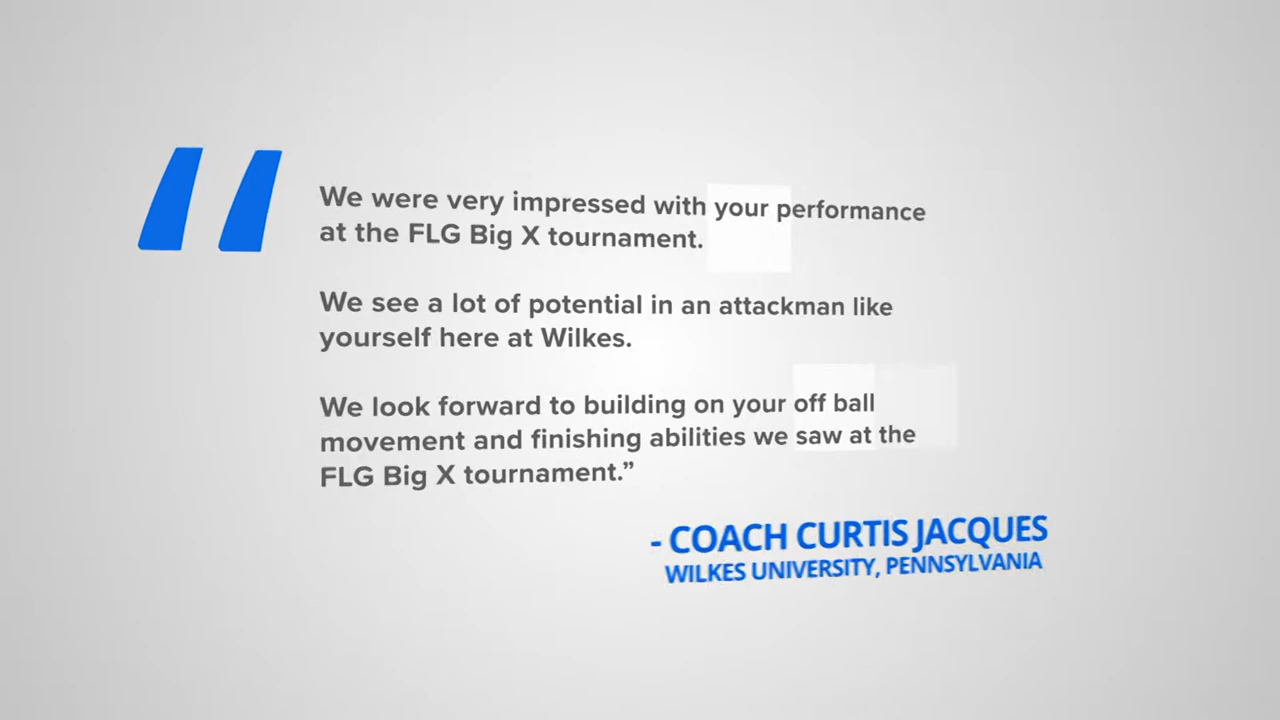 “
We were very impressed with your performance
at the FLG Big X tournament.
We see a lot of potential in an attackman like
yourself here at Wilkes.
We look forward to building on your off ball
movement and finishing abilities we saw at the
FLG Big X tournament.”
- COACH CURTIS JACQUES
WILKES UNIVERSITY, PENNSYLVANIA